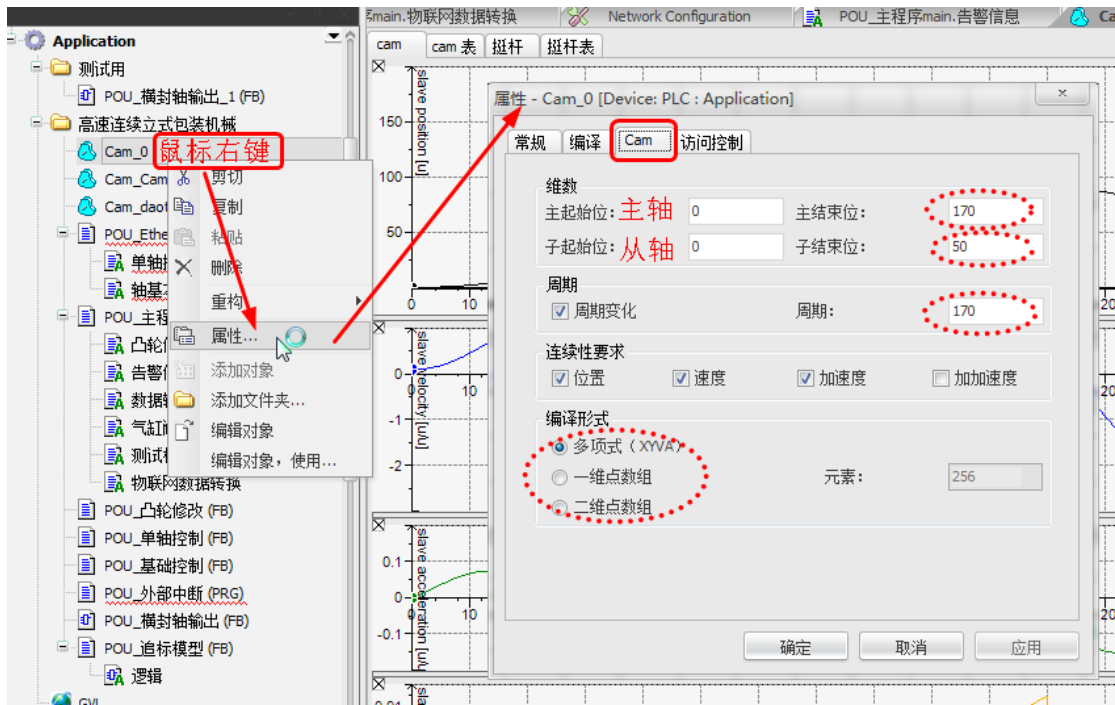 main.物联网数据转换
Network Configuration
POU_主程序main.告警信息
Ca
Application
测试用
POU_横封轴输出_1 (FB)
高速连续立式包装机械
Cam_0
鼠标右键
Cam_Cam
Cam_daot
POU_Ethe
单轴
轴基
POU_主程
凸轮
告警
数据
气缸
测试
物联网数据转换
POU_凸轮修改 (FB)
POU_单轴控制 (FB)
POU_基础控制 (FB)
POU_外部中断 (PRG)
POU_横封轴输出 (FB)
POU_追标模型 (FB)
逻辑
GVL
剪切
复制
粘贴
删除
重构
属性...
添加对象
添加文件夹...
编辑对象
编辑对象，使用...
cam
cam 表
挺杆
挺杆表
slave position [u]
150
100
50
0
10
20
slave velocity [u/u]
0
-1
-2
10
20
slave acceleration [u/u
0.1
0
-0.1
0
10
20
sla
0.01
属性 - Cam_0 [Device: PLC : Application]
常规
编译
Cam
访问控制
维数
主起始位: 主轴 0
主结束位: 170
子起始位: 从轴 0
子结束位: 50
周期
周期变化
周期: 170
连续性要求
位置
速度
加速度
加加速度
编译形式
多项式 (XYVA)
一维点数组
元素: 256
二维点数组
确定
取消
应用